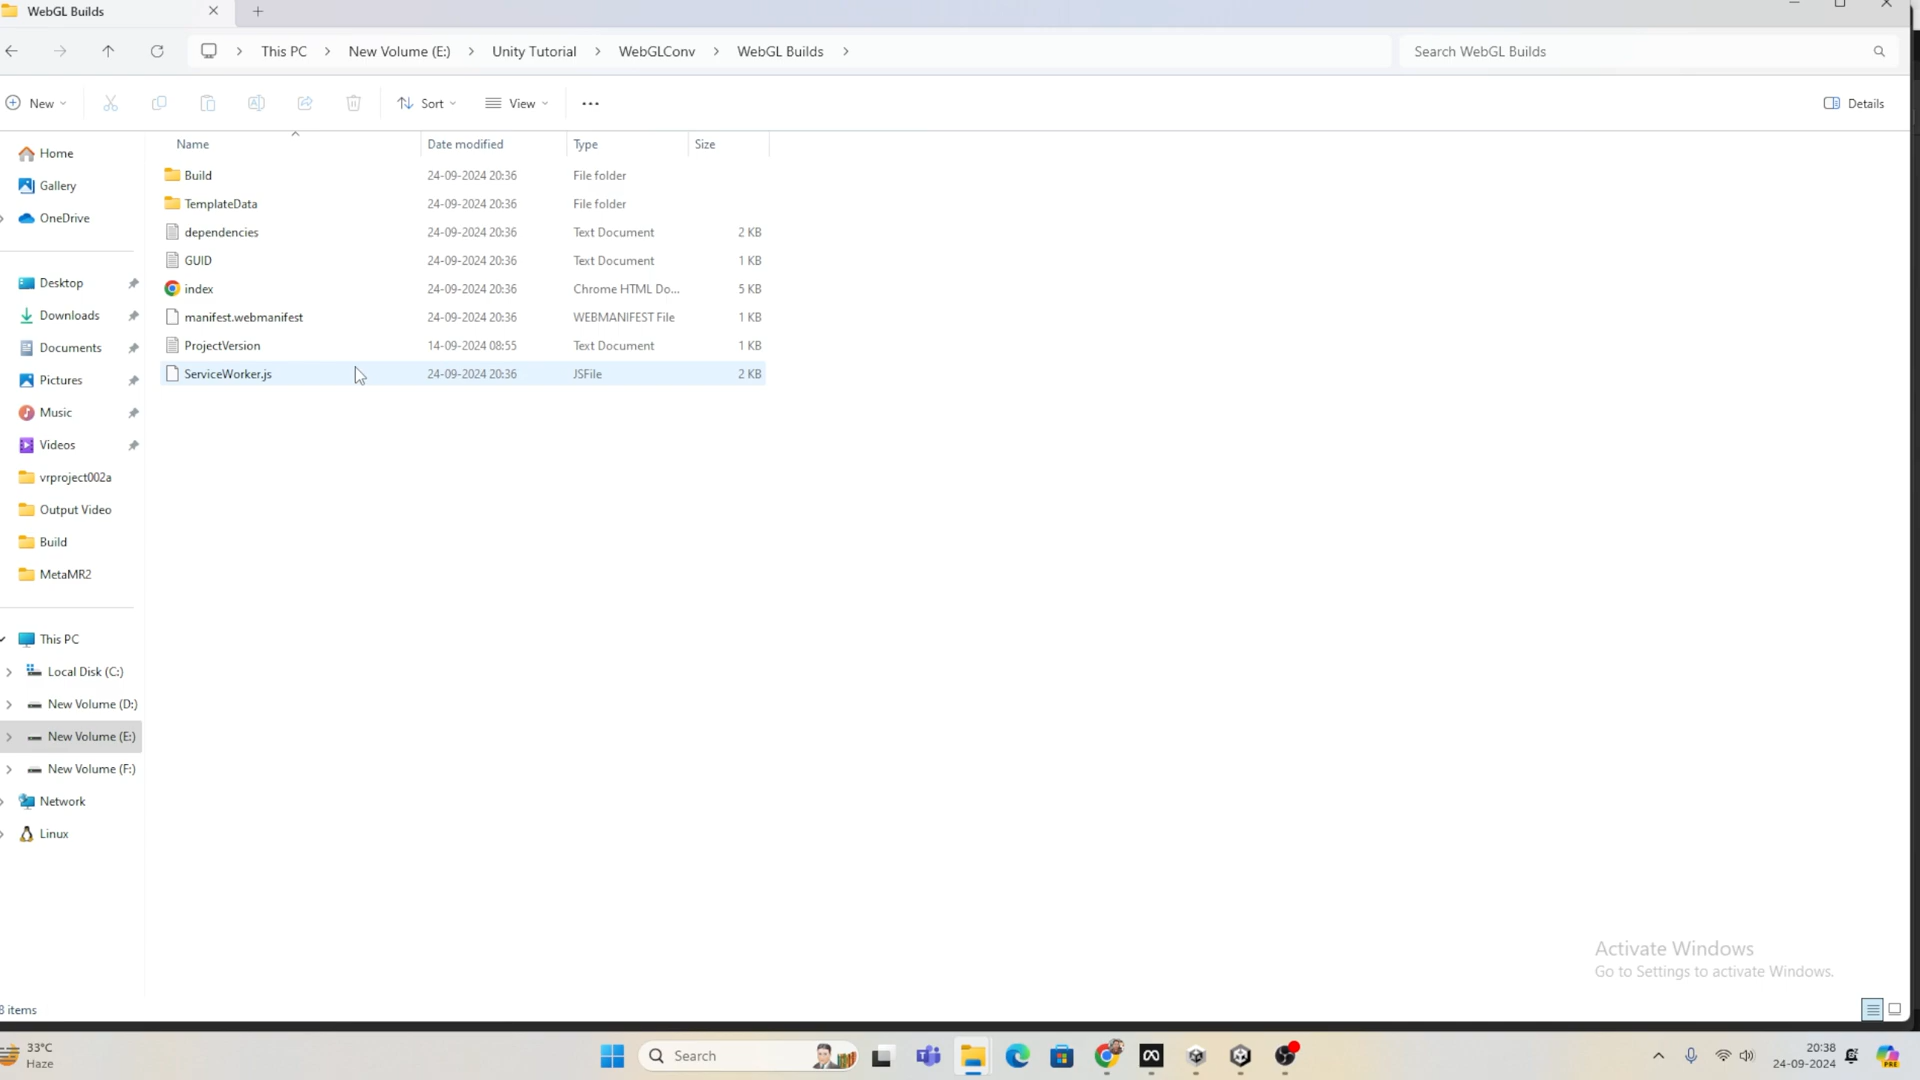 WebGL Builds
This PC > New Volume (E:) > Unity Tutorial > WebGLConv > WebGL Builds >
Search WebGL Builds
New
Sort
View
Details
Name Date modified Type Size
Build 24-09-2024 20:36 File folder
TemplateData 24-09-2024 20:36 File folder
dependencies 24-09-2024 20:36 Text Document 2 KB
GUID 24-09-2024 20:36 Text Document 1 KB
index 24-09-2024 20:36 Chrome HTML Do... 5 KB
manifest.webmanifest 24-09-2024 20:36 WEBMANIFEST File 1 KB
ProjectVersion 14-09-2024 08:55 Text Document 1 KB
ServiceWorker.js 24-09-2024 20:36 JSFile 2 KB
Home
Gallery
OneDrive
Desktop
Downloads
Documents
Pictures
Music
Videos
vrproject002a
Output Video
Build
MetaMR2
This PC
Local Disk (C:)
New Volume (D:)
New Volume (E:)
New Volume (F:)
Network
Linux
Activate Windows
Go to Settings to activate Windows.
8 items
33°C
Haze
Search
20:38
24-09-2024
PRE